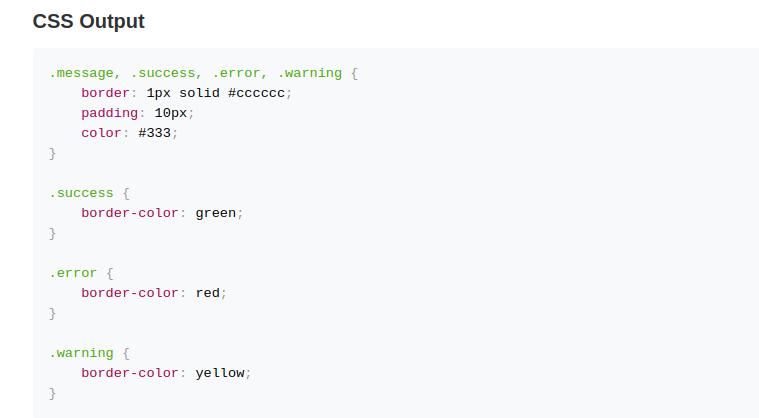 CSS Output
.message, .success, .error, .warning {
    border: 1px solid #cccccc;
    padding: 10px;
    color: #333;
}

.success {
    border-color: green;
}

.error {
    border-color: red;
}

.warning {
    border-color: yellow;
}